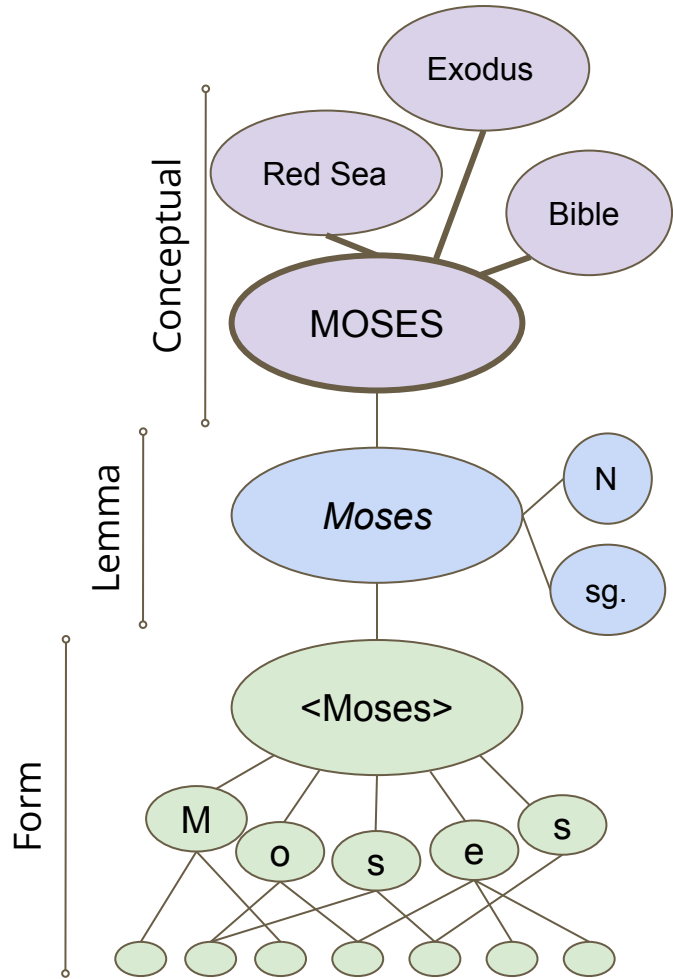 Exodus
Red Sea
Bible
Conceptual
MOSES
Lemma
Moses
N
sg.
Form
<Moses>
M
o
s
e
s